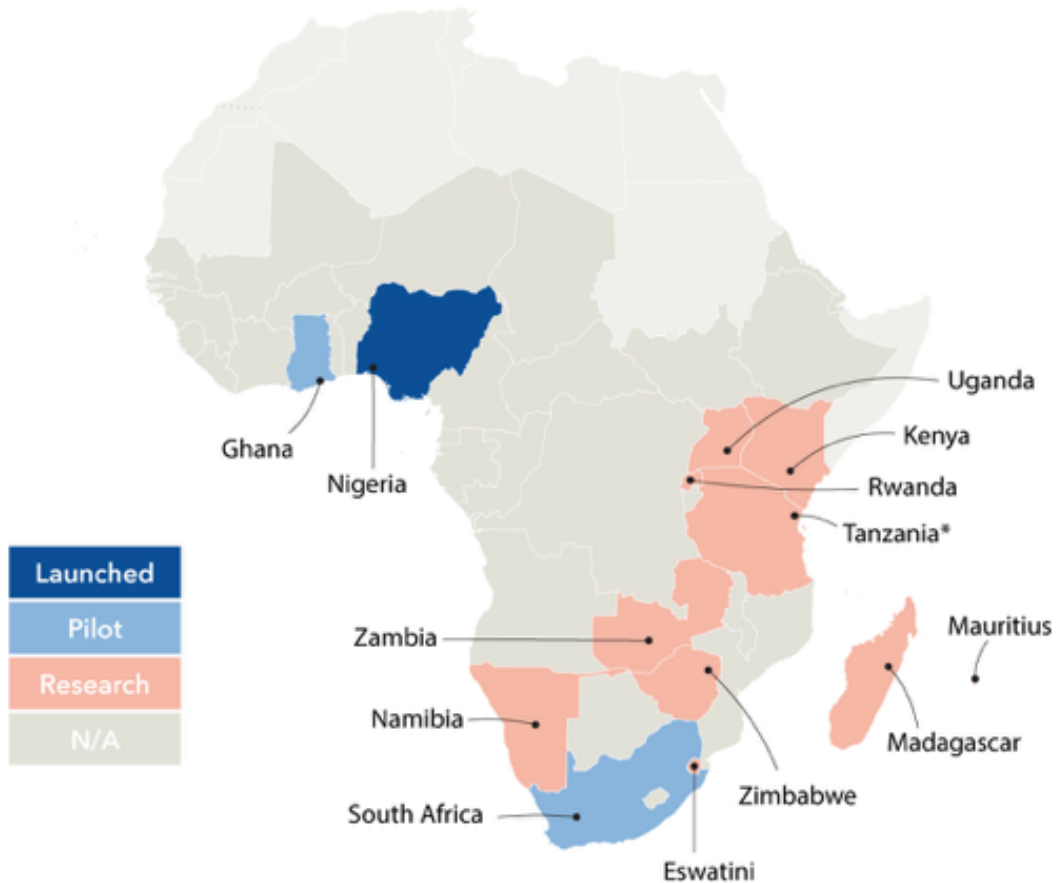 Uganda
Kenya
Ghana
Nigeria
Rwanda
Tanzania*
Launched
Pilot
Research
N/A
Zambia
Mauritius
Namibia
Madagascar
Zimbabwe
South Africa
Eswatini